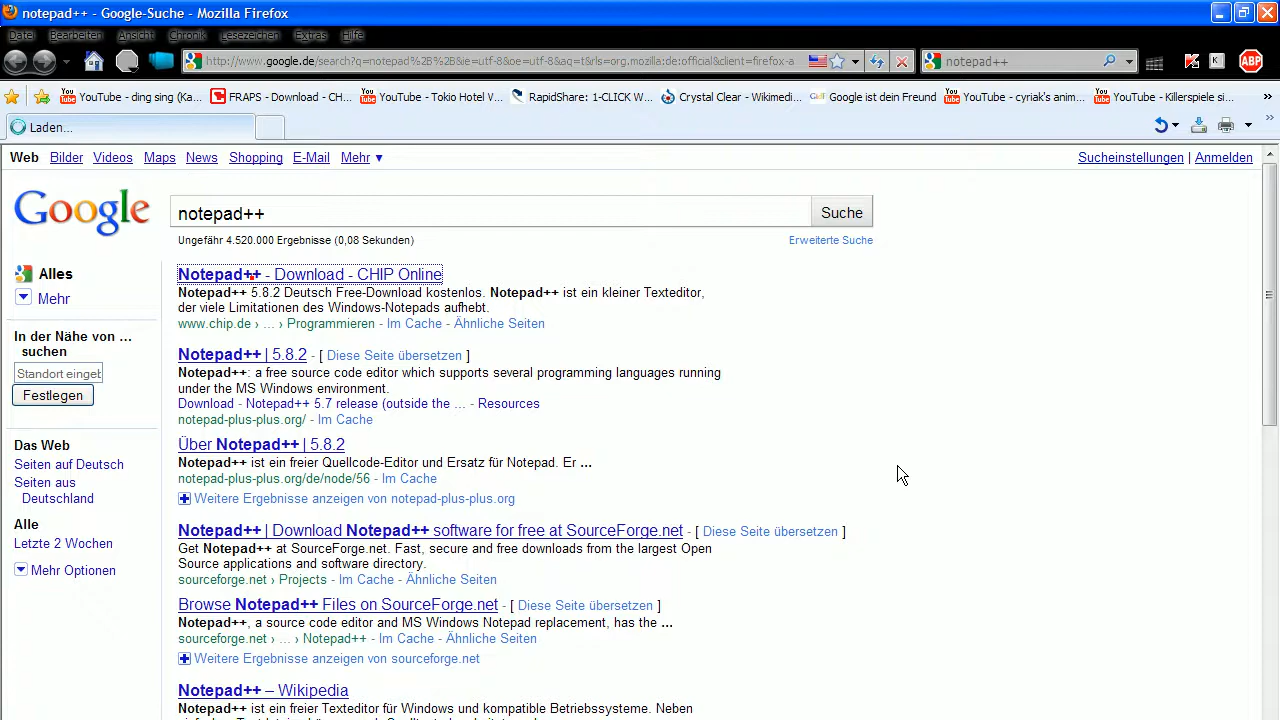 notepad++ - Google-Suche - Mozilla Firefox
Datei Bearbeiten Ansicht Chronik Lesezeichen Extras Hilfe
http://www.google.de/search?q=notepad%2B%2B&ie=utf-8&oe=utf-8&aq=t&rls=org.mozilla:de:official&client=firefox-a
notepad++
K
ABP
YouTube - ding sing (Ka...
FRAPS - Download - CH...
YouTube - Tokio Hotel V...
RapidShare: 1-CLICK W...
Crystal Clear - Wikimedi...
Google ist dein Freund
YouTube - cyriak's anim...
YouTube - Killerspiele si...
Laden...
Web Bilder Videos Maps News Shopping E-Mail Mehr ▼
Sucheinstellungen | Anmelden
Google
notepad++
Suche
Ungefähr 4.520.000 Ergebnisse (0,08 Sekunden)
Erweiterte Suche
Alles
Mehr
In der Nähe von ...
suchen
Standort eingeb
Festlegen
Das Web
Seiten auf Deutsch
Seiten aus
Deutschland
Alle
Letzte 2 Wochen
Mehr Optionen
Notepad++ - Download - CHIP Online
Notepad++ 5.8.2 Deutsch Free-Download kostenlos. Notepad++ ist ein kleiner Texteditor,
der viele Limitationen des Windows-Notepads aufhebt.
www.chip.de › ... › Programmieren - Im Cache - Ähnliche Seiten
Notepad++ | 5.8.2 - [ Diese Seite übersetzen ]
Notepad++: a free source code editor which supports several programming languages running
under the MS Windows environment.
Download - Notepad++ 5.7 release (outside the ... - Resources
notepad-plus-plus.org/ - Im Cache
Über Notepad++ | 5.8.2
Notepad++ ist ein freier Quellcode-Editor und Ersatz für Notepad. Er ...
notepad-plus-plus.org/de/node/56 - Im Cache
Weitere Ergebnisse anzeigen von notepad-plus-plus.org
Notepad++ | Download Notepad++ software for free at SourceForge.net - [ Diese Seite übersetzen ]
Get Notepad++ at SourceForge.net. Fast, secure and free downloads from the largest Open
Source applications and software directory.
sourceforge.net › Projects - Im Cache - Ähnliche Seiten
Browse Notepad++ Files on SourceForge.net - [ Diese Seite übersetzen ]
Notepad++, a source code editor and MS Windows Notepad replacement, has the ...
sourceforge.net › ... › Notepad++ - Im Cache - Ähnliche Seiten
Weitere Ergebnisse anzeigen von sourceforge.net
Notepad++ – Wikipedia
Notepad++ ist ein freier Texteditor für Windows und kompatible Betriebssysteme. Neben